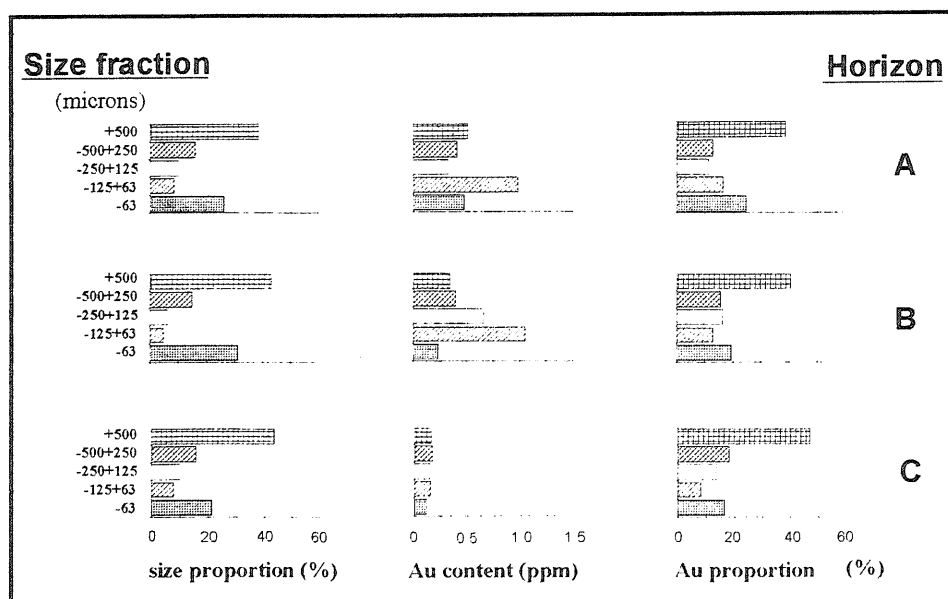 Size fraction Horizon
(microns)
+500
-500+250
-250+125
-125+63
-63
A
+500
-500+250
-250+125
-125+63
-63
B
+500
-500+250
-250+125
-125+63
-63
C
0 20 40 60 0 0 5 1 0 1 5 0 20 40 60
size proportion (%) Au content (ppm) Au proportion (%)